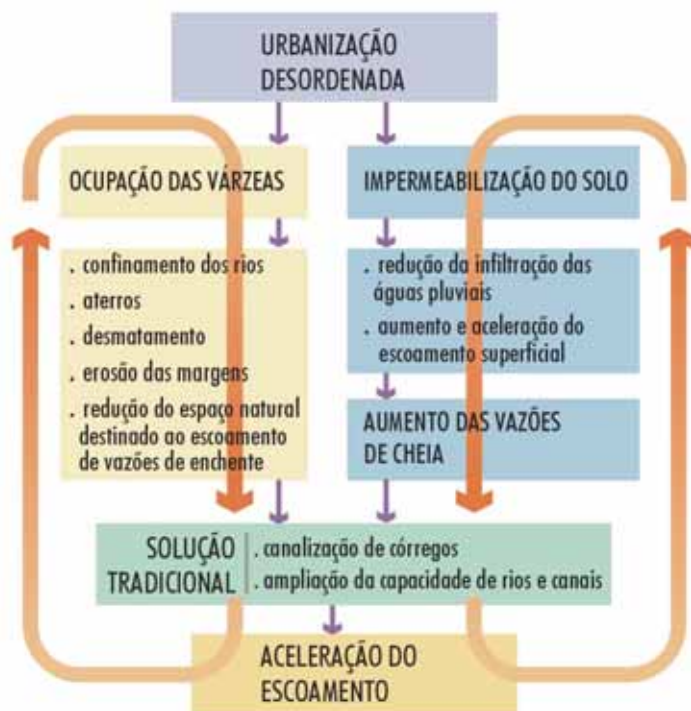 URBANIZAÇÃO
DESORDENADA
OCUPAÇÃO DAS VÁRZEAS
. confinamento dos rios
. aterros
. desmatamento
. erosão das margens
. redução do espaço natural
destinado ao escoamento
de vazões de enchente
IMPERMEABILIZAÇÃO DO SOLO
. redução da infiltração das
águas pluviais
. aumento e aceleração do
escoamento superficial
AUMENTO DAS VAZÕES
DE CHEIA
SOLUÇÃO
TRADICIONAL
. canalização de córregos
. ampliação da capacidade de rios e canais
ACELERAÇÃO DO
ESCOAMENTO